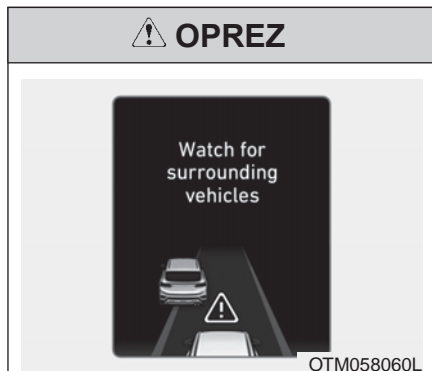 OPREZ
Watch for
surrounding
vehicles
OTM058060L